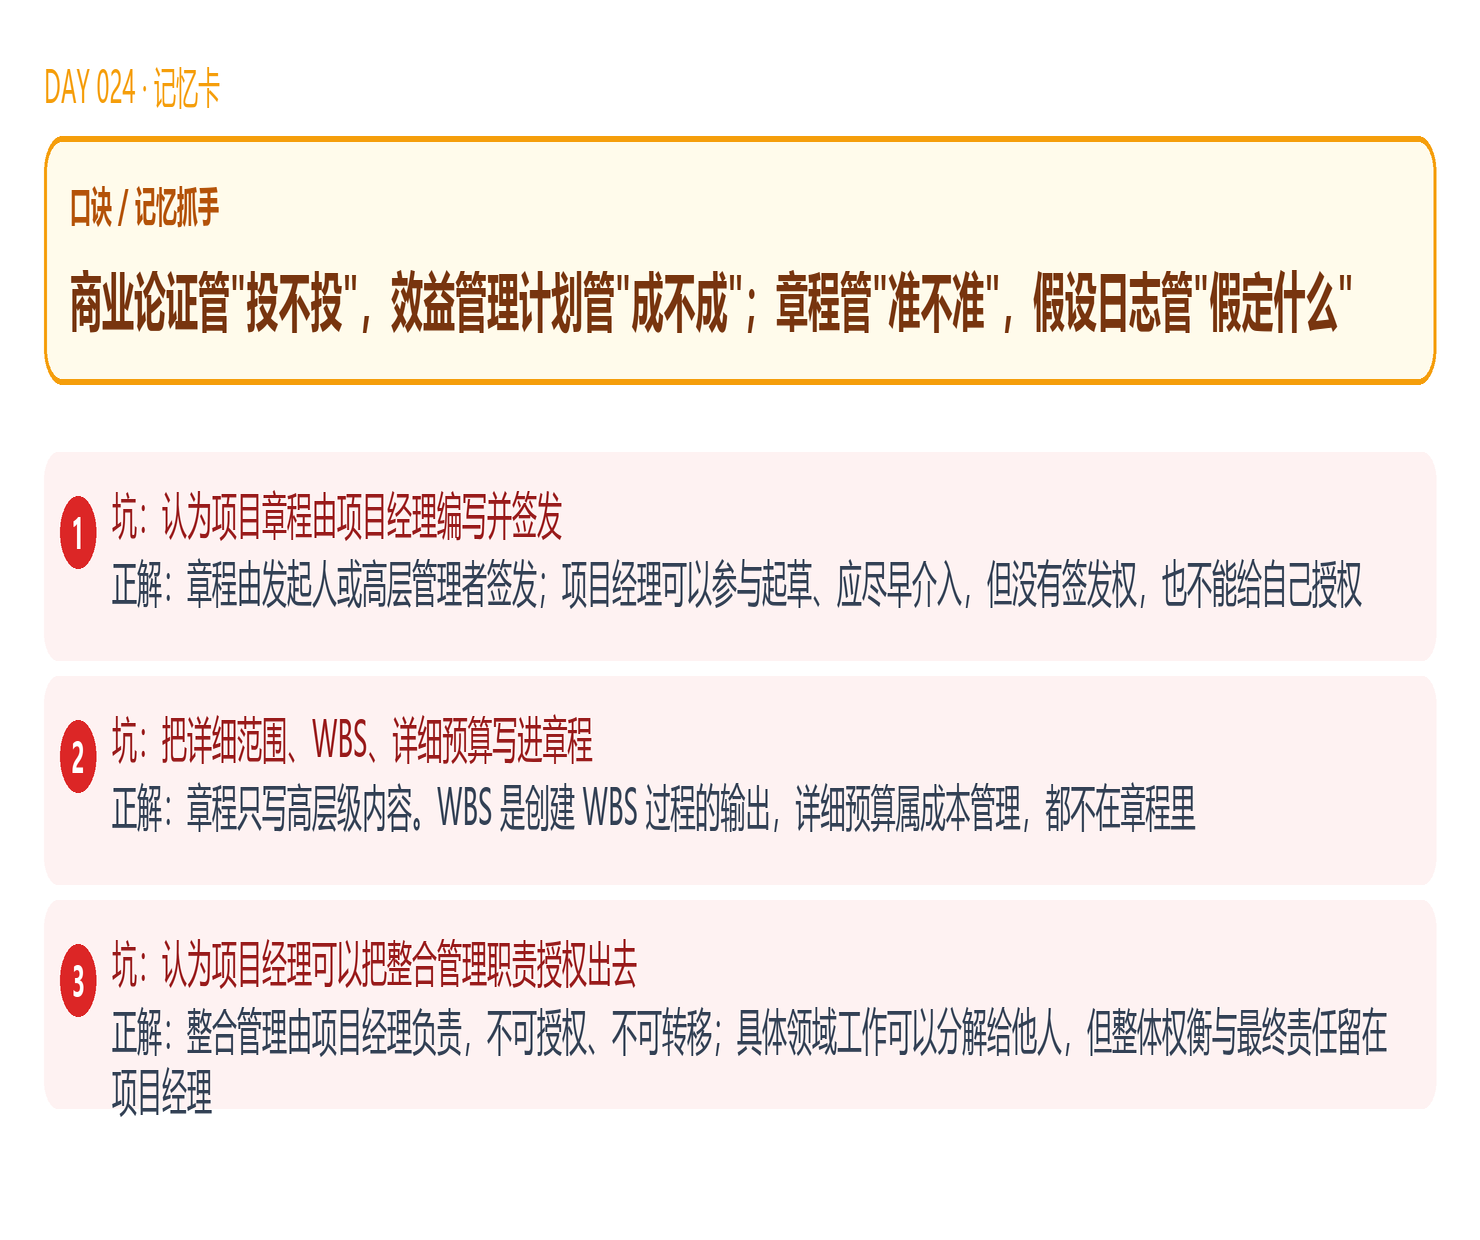 DAY 024 · 记忆卡
口诀 / 记忆抓手
商业论证管"投不投"，效益管理计划管"成不成"；章程管"准不准"，假设日志管"假定什么"
1
坑：认为项目章程由项目经理编写并签发
正解：章程由发起人或高层管理者签发；项目经理可以参与起草、应尽早介入，但没有签发权，也不能给自己授权
2
坑：把详细范围、WBS、详细预算写进章程
正解：章程只写高层级内容。WBS 是创建 WBS 过程的输出，详细预算属成本管理，都不在章程里
3
坑：认为项目经理可以把整合管理职责授权出去
正解：整合管理由项目经理负责，不可授权、不可转移；具体领域工作可以分解给他人，但整体权衡与最终责任留在
项目经理